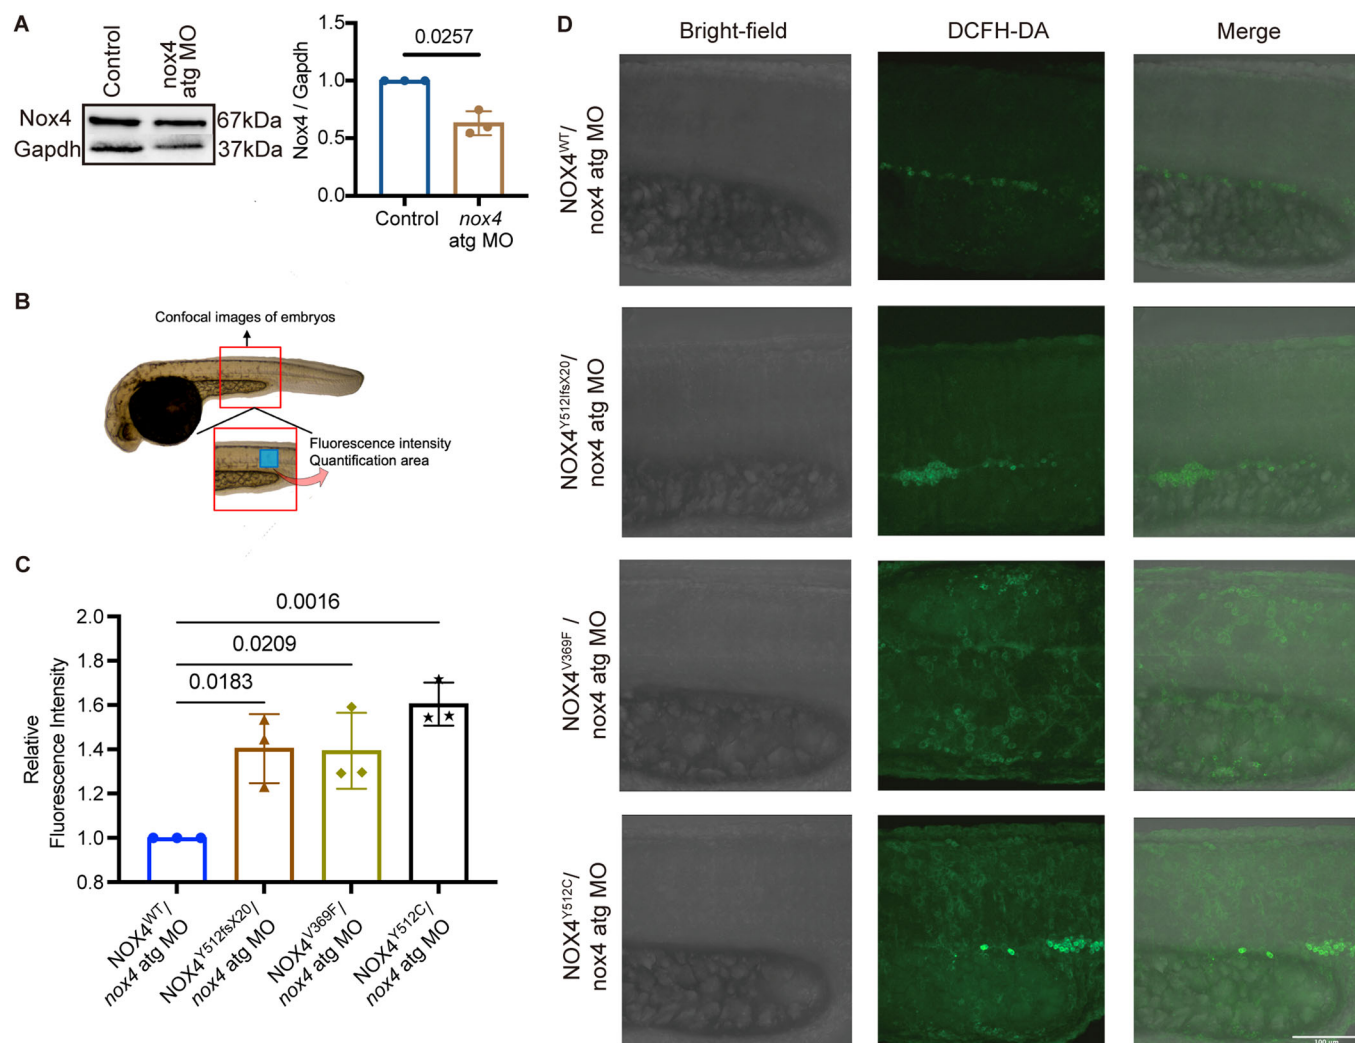 A
Control
nox4
atg MO
Nox4
67kDa
Gapdh
37kDa
Nox4 / Gapdh
1.5
1.0
0.5
0.0
0.0257
Control
nox4
atg MO
B
Confocal images of embryos
Fluorescence intensity
Quantification area
C
Relative
Fluorescence Intensity
2.0
1.8
1.6
1.4
1.2
1.0
0.8
0.0016
0.0209
0.0183
NOX4WT/
nox4 atg MO
NOX4Y512fsX20/
nox4 atg MO
NOX4V369F/
nox4 atg MO
NOX4Y512C/
nox4 atg MO
D
Bright-field
DCFH-DA
Merge
NOX4WT/
nox4 atg MO
NOX4Y512IfsX20/
nox4 atg MO
NOX4V369F /
nox4 atg MO
NOX4Y512C/
nox4 atg MO
100 μm